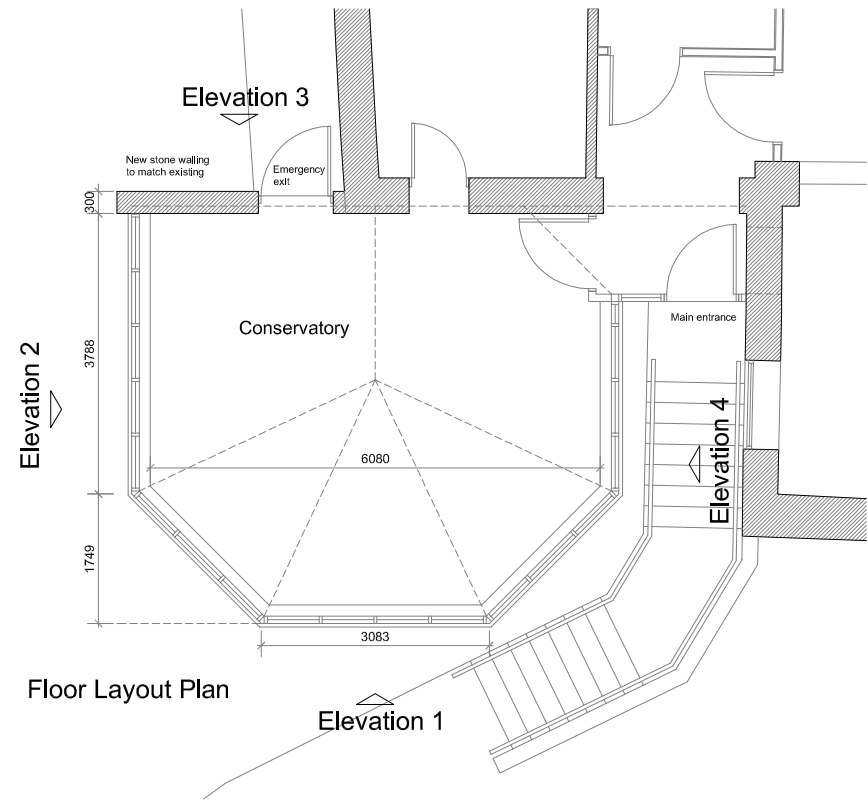 Elevation 3
New stone walling
to match existing
Emergency
exit
300
Main entrance
Conservatory
3788
Elevation 2
Elevation 4
6080
1749
3083
Floor Layout Plan
Elevation 1